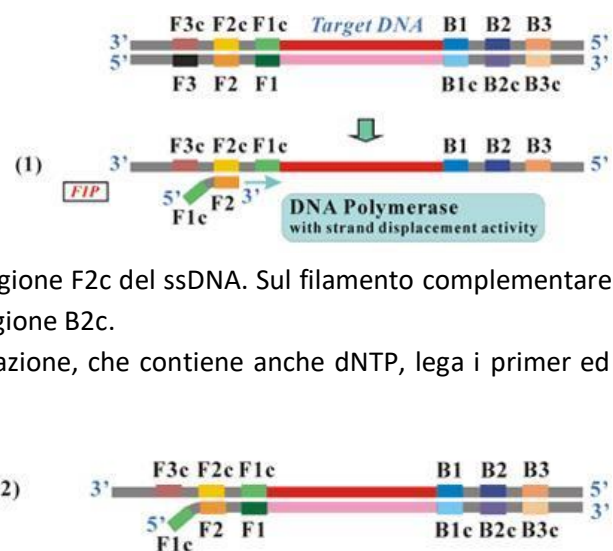 F3c F2c F1c Target DNA B1 B2 B3
3’ 5’
5’ 3’
F3 F2 F1 B1c B2c B3c
F3c F2c F1c B1 B2 B3
(1) 3’ 5’
FIP 5’ F2 3’
F1c
DNA Polymerase
with strand displacement activity
gione F2c del ssDNA. Sul filamento complementare
gione B2c.
azione, che contiene anche dNTP, lega i primer ed
F3c F2c F1c B1 B2 B3
2) 3’ 5’
3’
5’ F2 F1 B1c B2c B3c
F1c